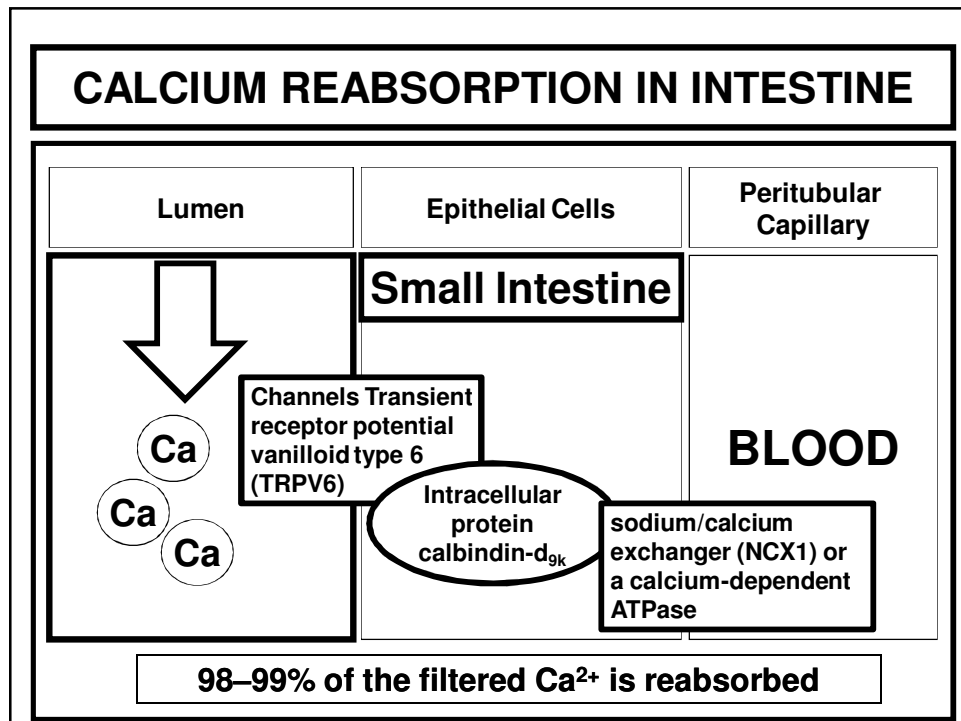 CALCIUM REABSORPTION IN INTESTINE
Lumen
Epithelial Cells
Peritubular
Capillary
Small Intestine
Channels Transient
receptor potential
vanilloid type 6
(TRPV6)
Ca
Ca
Ca
Intracellular
protein
calbindin-d9k
sodium/calcium
exchanger (NCX1) or
a calcium-dependent
ATPase
BLOOD
98–99% of the filtered Ca²⁺ is reabsorbed